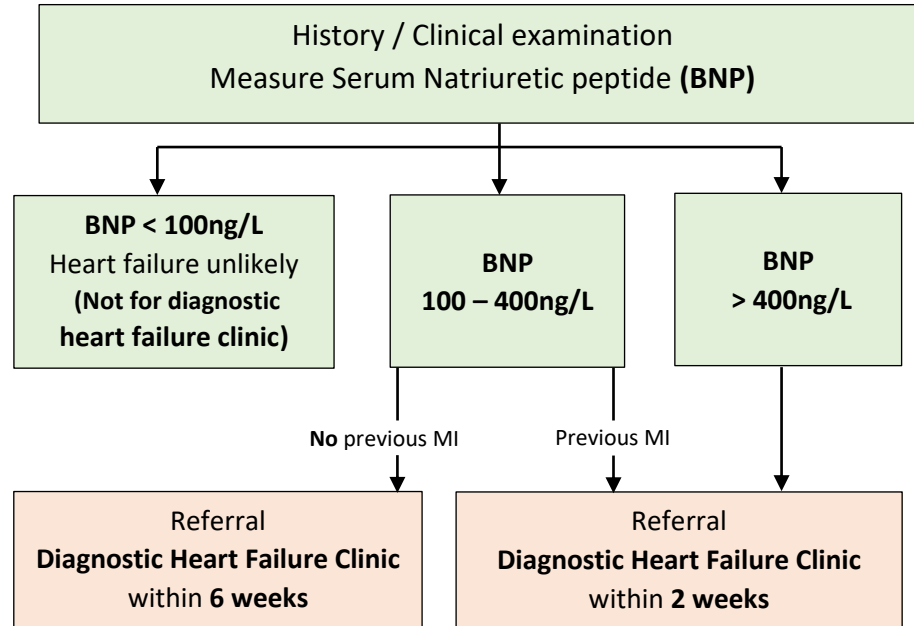 History / Clinical examination
Measure Serum Natriuretic peptide (BNP)
BNP < 100ng/L
Heart failure unlikely
(Not for diagnostic
heart failure clinic)
BNP
100 – 400ng/L
BNP
> 400ng/L
No previous MI
Previous MI
Referral
Diagnostic Heart Failure Clinic
within 6 weeks
Referral
Diagnostic Heart Failure Clinic
within 2 weeks